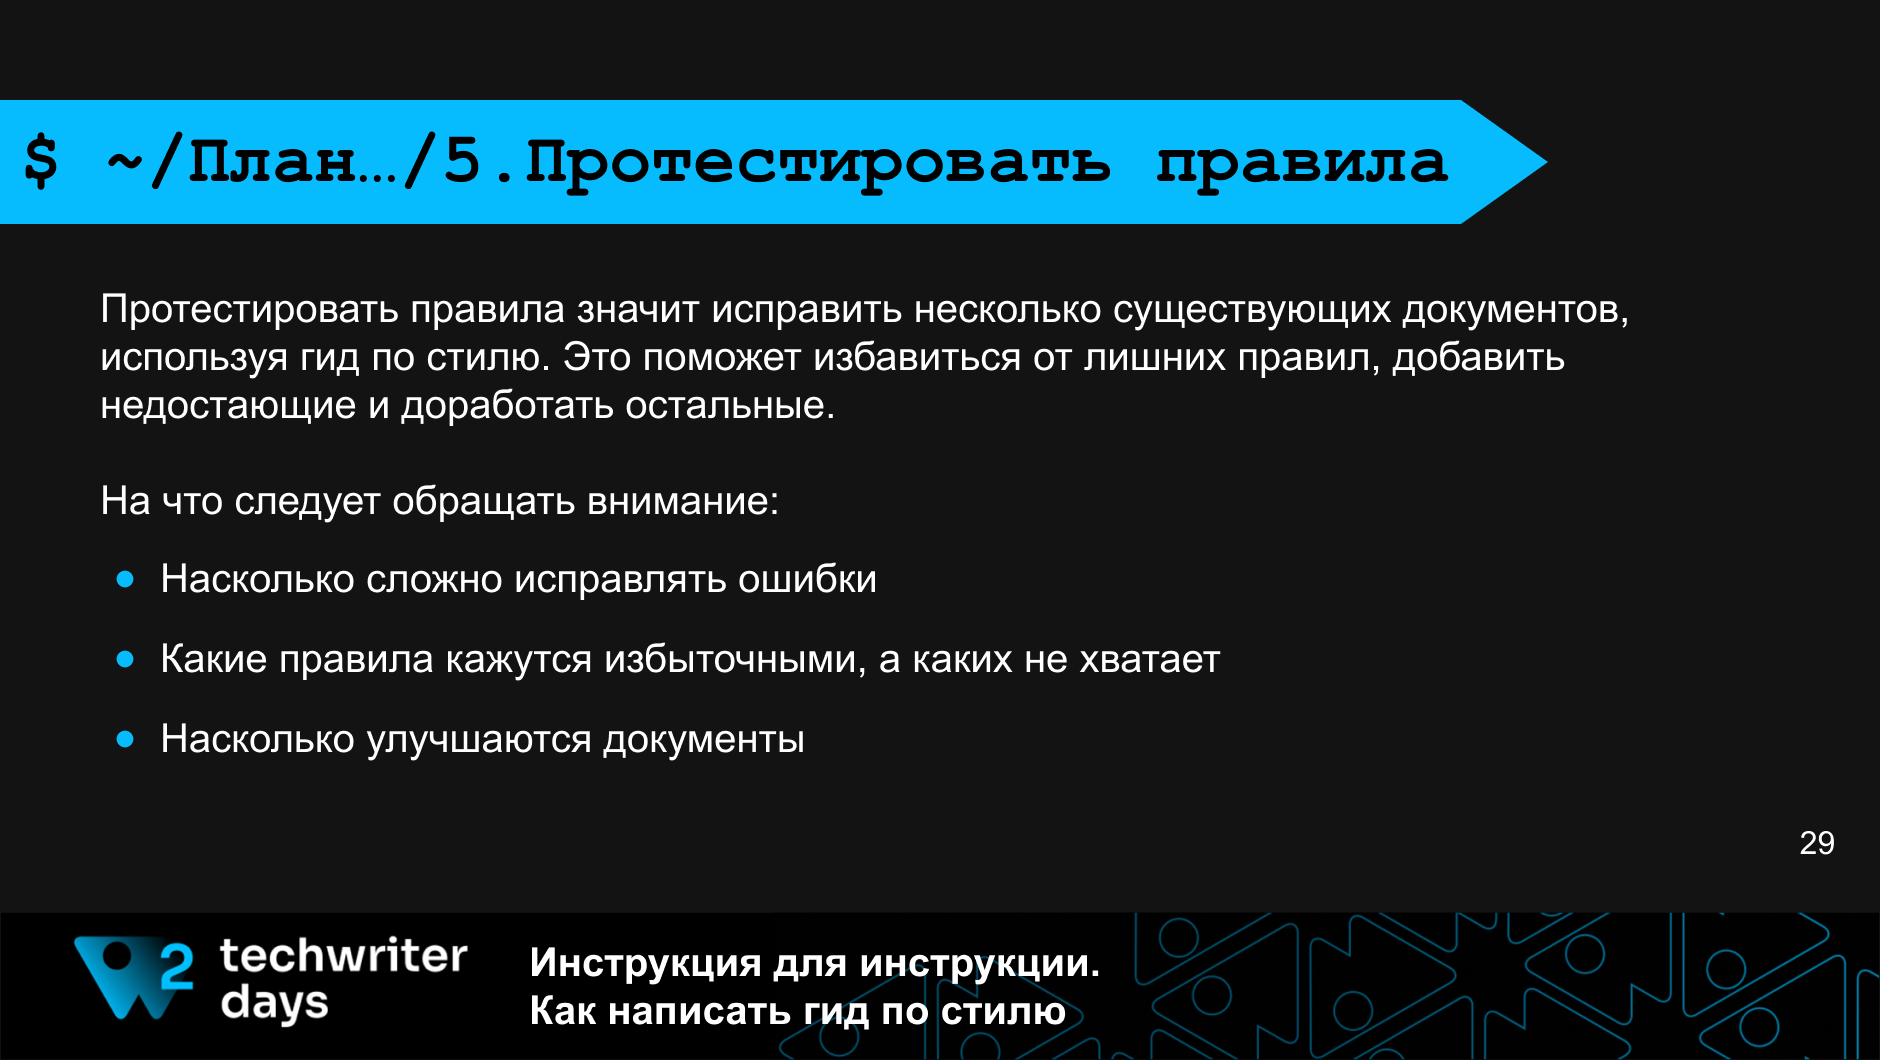 $ ~/План…/5.Протестировать правила
Протестировать правила значит исправить несколько существующих документов,
используя гид по стилю. Это поможет избавиться от лишних правил, добавить
недостающие и доработать остальные.
На что следует обращать внимание:
● Насколько сложно исправлять ошибки
● Какие правила кажутся избыточными, а каких не хватает
● Насколько улучшаются документы
29
2
techwriter
days
Инструкция для инструкции.
Как написать гид по стилю